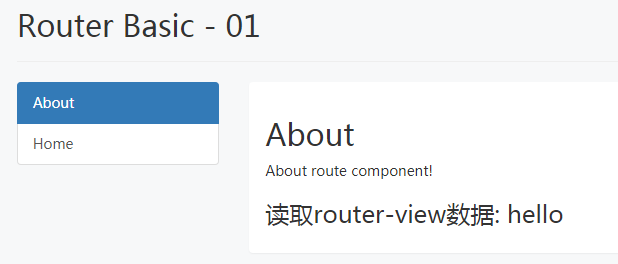 Router Basic - 01
About
Home
About
About route component!
读取router-view数据: hello